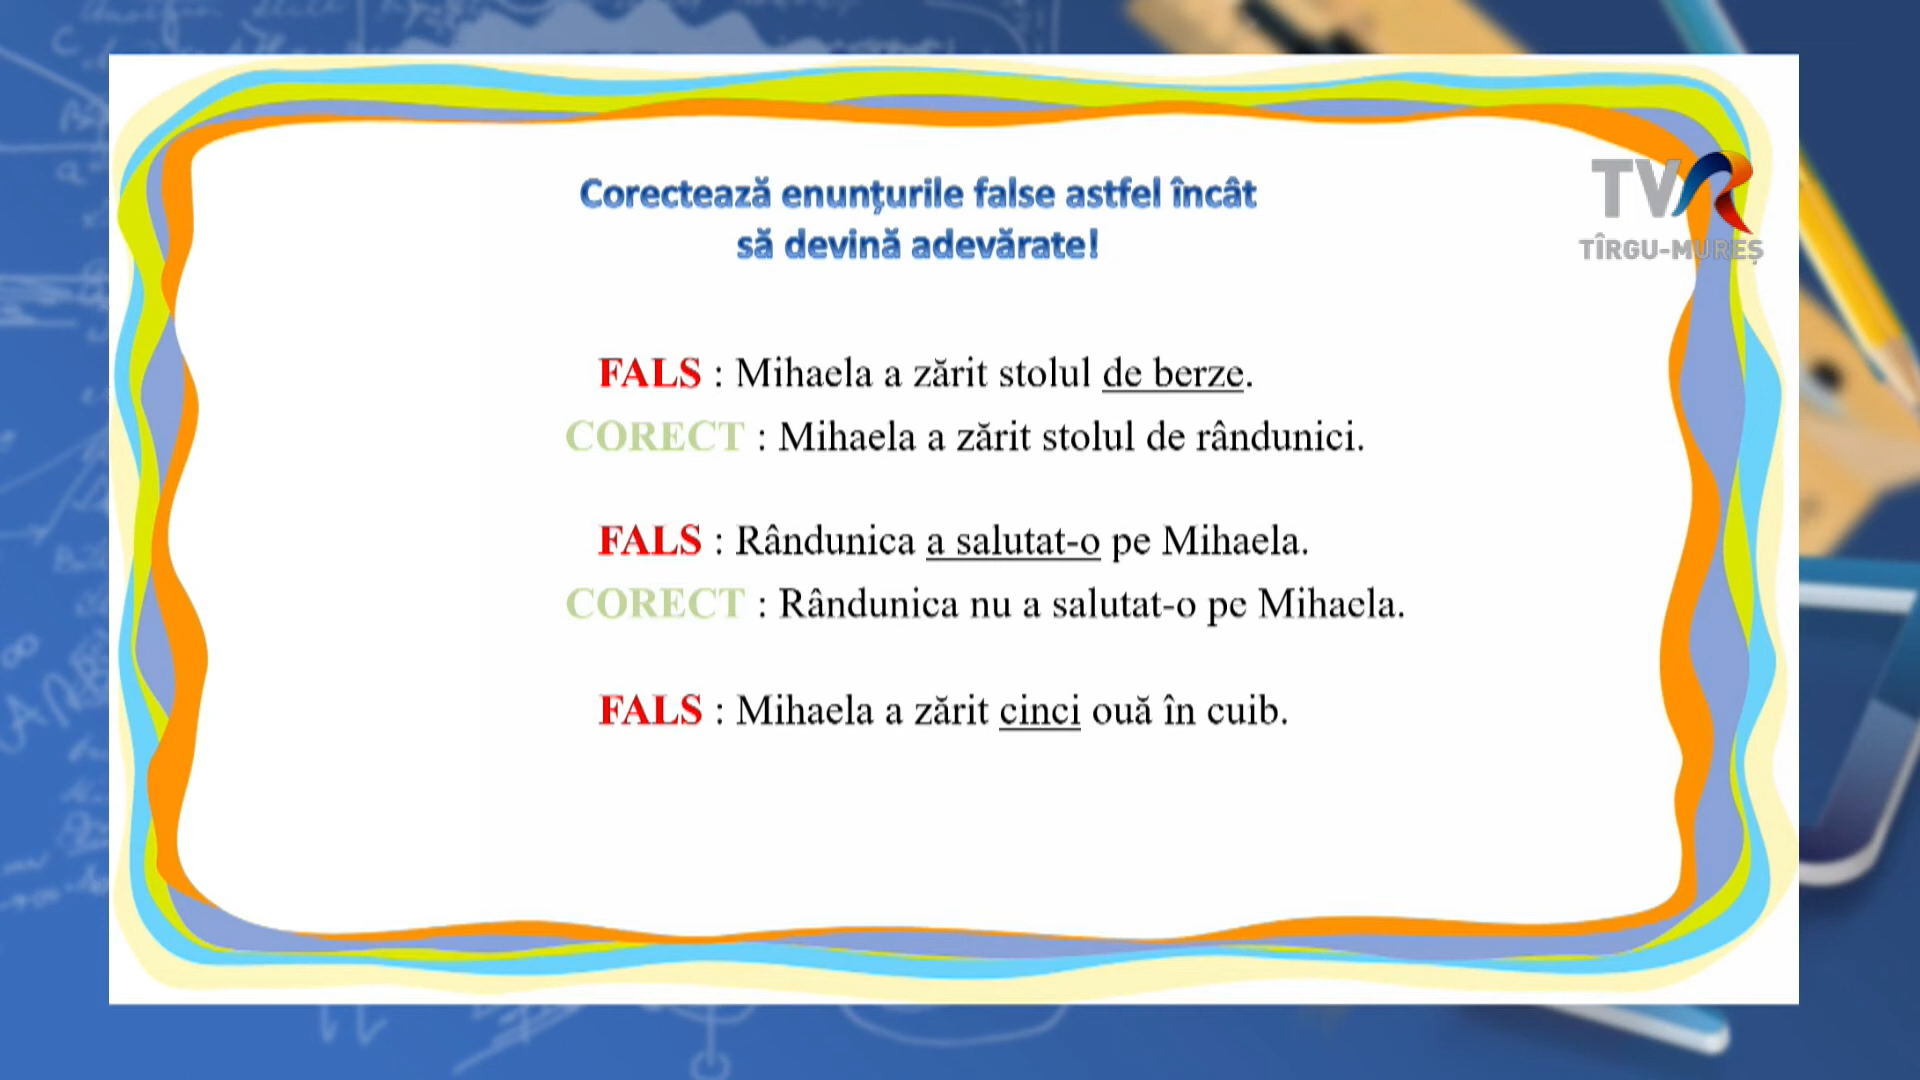 Corectează enunțurile false astfel încât
să devină adevărate!
TVR
TÎRGU-MUREȘ
FALS : Mihaela a zărit stolul de berze.
CORECT : Mihaela a zărit stolul de rândunici.
FALS : Rândunica a salutat-o pe Mihaela.
CORECT : Rândunica nu a salutat-o pe Mihaela.
FALS : Mihaela a zărit cinci ouă în cuib.